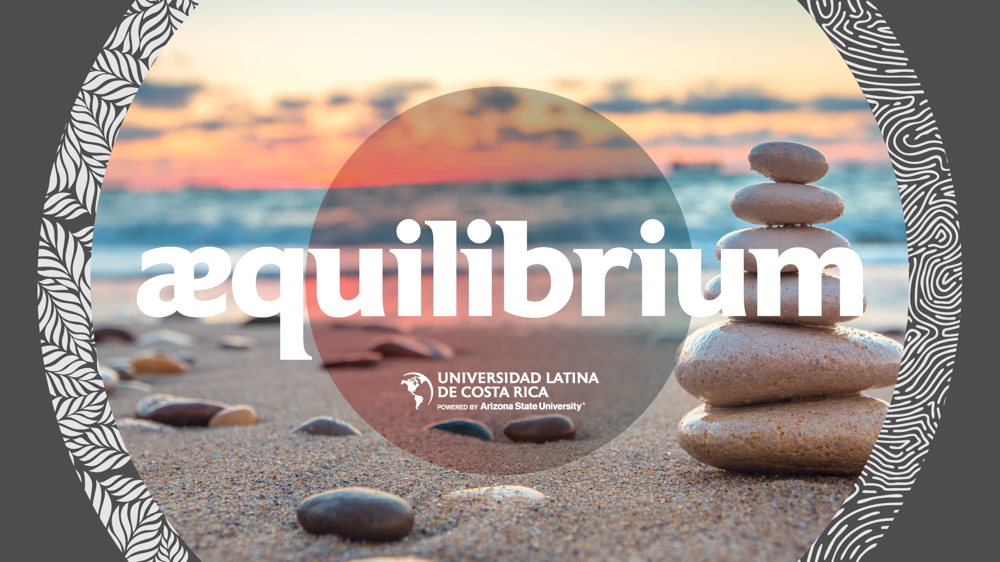 æquilibrium
UNIVERSIDAD LATINA
DE COSTA RICA
POWERED BY Arizona State University®